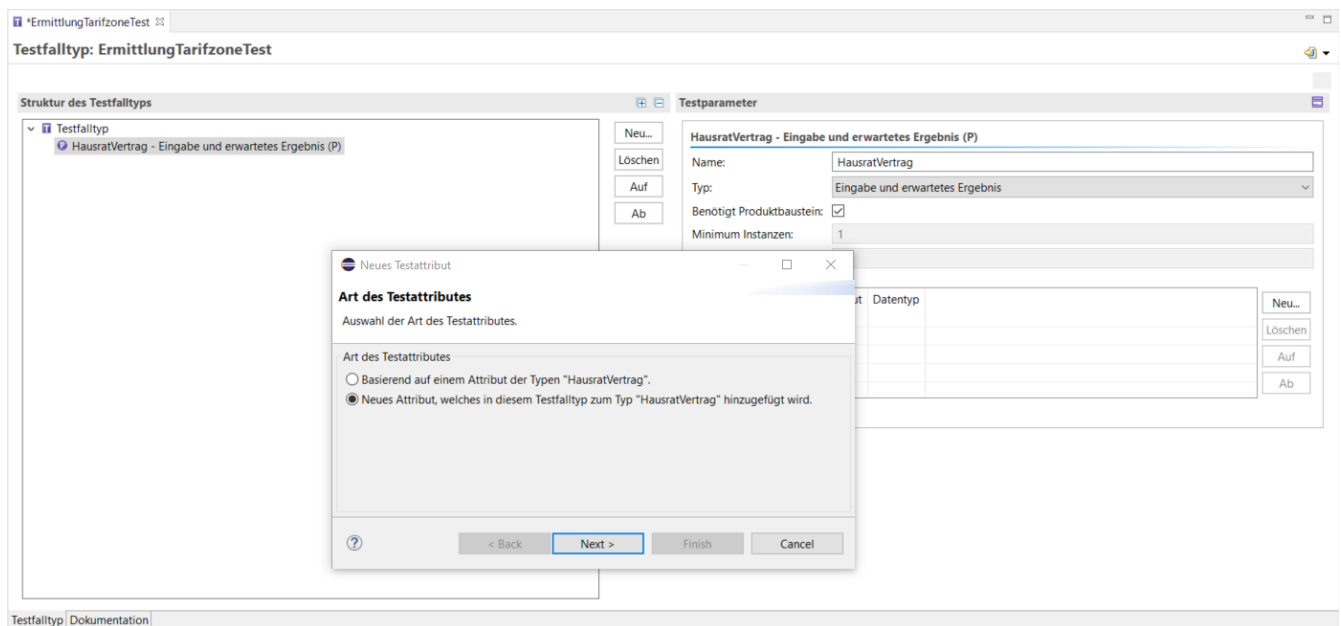 *ErmittlungTarifzoneTest
Testfalltyp: ErmittlungTarifzoneTest
Struktur des Testfalltyps
Testfalltyp
HausratVertrag - Eingabe und erwartetes Ergebnis (P)
Neu...
Löschen
Auf
Ab
Testparameter
HausratVertrag - Eingabe und erwartetes Ergebnis (P)
Name: HausratVertrag
Typ: Eingabe und erwartetes Ergebnis
Benötigt Produktbaustein:
Minimum Instanzen: 1
Datentyp
Neu...
Löschen
Auf
Ab
Neues Testattribut
Art des Testattributes
Auswahl der Art des Testattributes.
Art des Testattributes
Basierend auf einem Attribut der Typen "HausratVertrag".
Neues Attribut, welches in diesem Testfalltyp zum Typ "HausratVertrag" hinzugefügt wird.
< Back Next > Finish Cancel
Testfalltyp Dokumentation